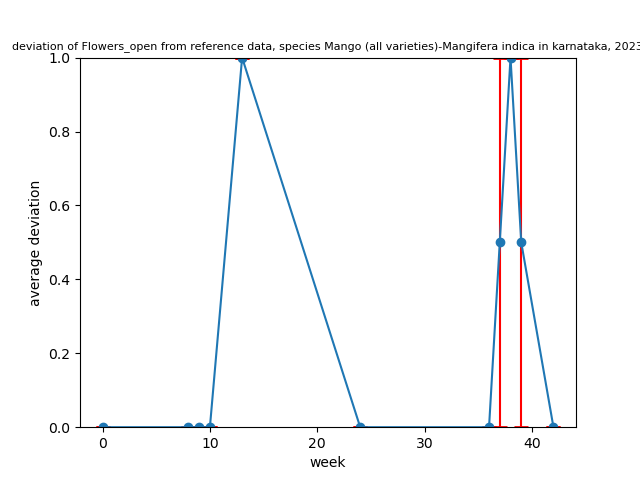 deviation of Flowers_open from reference data, species Mango (all varieties)-Mangifera indica in karnataka, 2023
1.0
0.8
0.6
0.4
0.2
0.0
average deviation
0 10 20 30 40
week